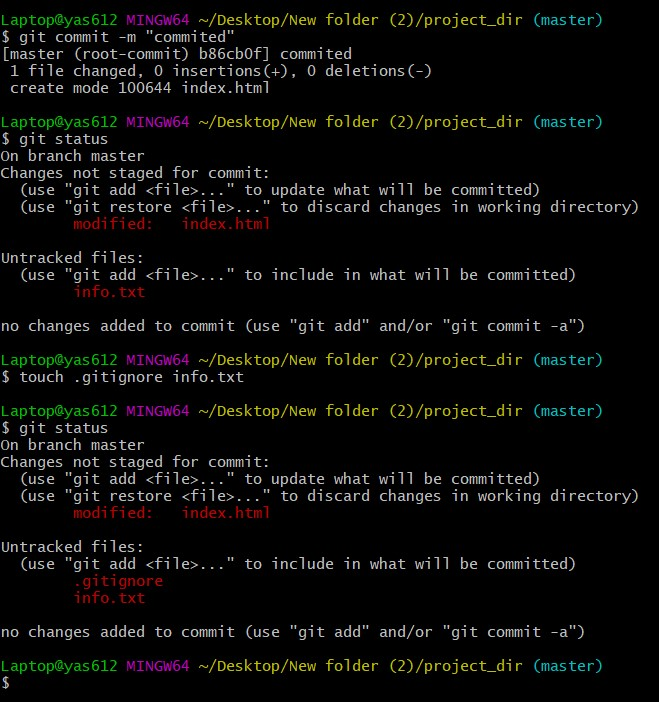 Laptop@yas612 MINGW64 ~/Desktop/New folder (2)/project_dir (master)
$ git commit -m "commited"
[master (root-commit) b86cb0f] commited
 1 file changed, 0 insertions(+), 0 deletions(-)
 create mode 100644 index.html

Laptop@yas612 MINGW64 ~/Desktop/New folder (2)/project_dir (master)
$ git status
On branch master
Changes not staged for commit:
  (use "git add <file>..." to update what will be committed)
  (use "git restore <file>..." to discard changes in working directory)
        modified:   index.html

Untracked files:
  (use "git add <file>..." to include in what will be committed)
        info.txt

no changes added to commit (use "git add" and/or "git commit -a")

Laptop@yas612 MINGW64 ~/Desktop/New folder (2)/project_dir (master)
$ touch .gitignore info.txt

Laptop@yas612 MINGW64 ~/Desktop/New folder (2)/project_dir (master)
$ git status
On branch master
Changes not staged for commit:
  (use "git add <file>..." to update what will be committed)
  (use "git restore <file>..." to discard changes in working directory)
        modified:   index.html

Untracked files:
  (use "git add <file>..." to include in what will be committed)
        .gitignore
        info.txt

no changes added to commit (use "git add" and/or "git commit -a")

Laptop@yas612 MINGW64 ~/Desktop/New folder (2)/project_dir (master)
$